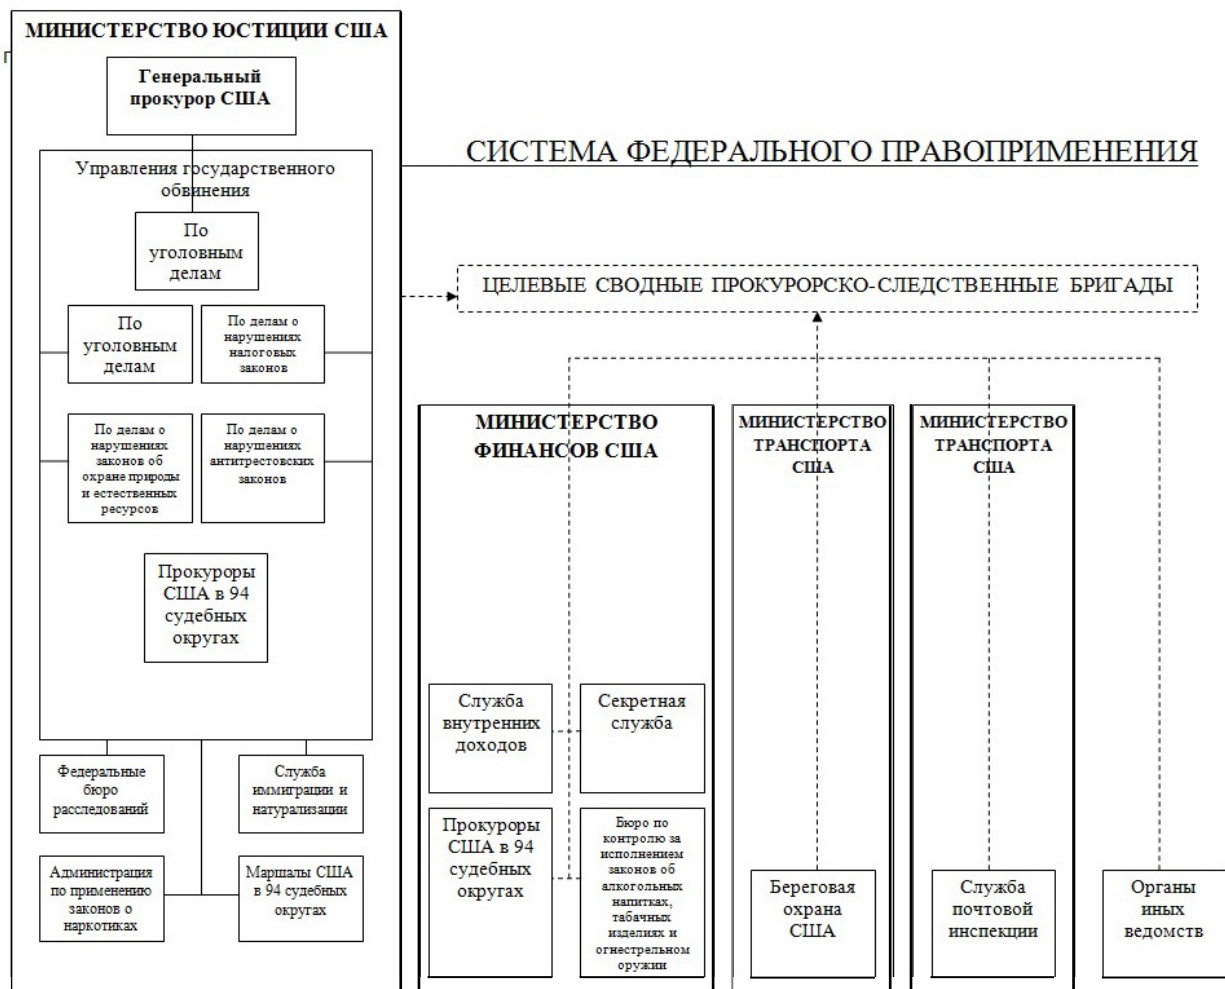 МИНИСТЕРСТВО ЮСТИЦИИ США
Генеральный
прокурор США
Управления государственного
обвинения
По
уголовным
делам
По
уголовным
делам
По делам о
нарушениях
налоговых
законов
По делам о
нарушениях
законов об
охране природы
и естественных
ресурсов
По делам о
нарушениях
антитрестовских
законов
Прокуроры
США в 94
судебных
округах
Федеральные
бюро
расследований
Служба
иммиграции и
натурализации
Администрация
по применению
законов о
наркотиках
Маршалы США
в 94 судебных
округах
СИСТЕМА ФЕДЕРАЛЬНОГО ПРАВОПРИМЕНЕНИЯ
ЦЕЛЕВЫЕ СВОДНЫЕ ПРОКУРОРСКО-СЛЕДСТВЕННЫЕ БРИГАДЫ
МИНИСТЕРСТВО
ФИНАНСОВ США
Служба
внутренних
доходов
Секретная
служба
Прокуроры
США в 94
судебных
округах
Бюро по
контролю за
исполнением
законов об
алкогольных
напитках,
табачных
изделиях и
огнестрельном
оружии
МИНИСТЕРСТВО
ТРАНСПОРТА
США
Береговая
охрана
США
МИНИСТЕРСТВО
ТРАНСПОРТА
США
Служба
почтовой
инспекции
Органы
иных
ведомств